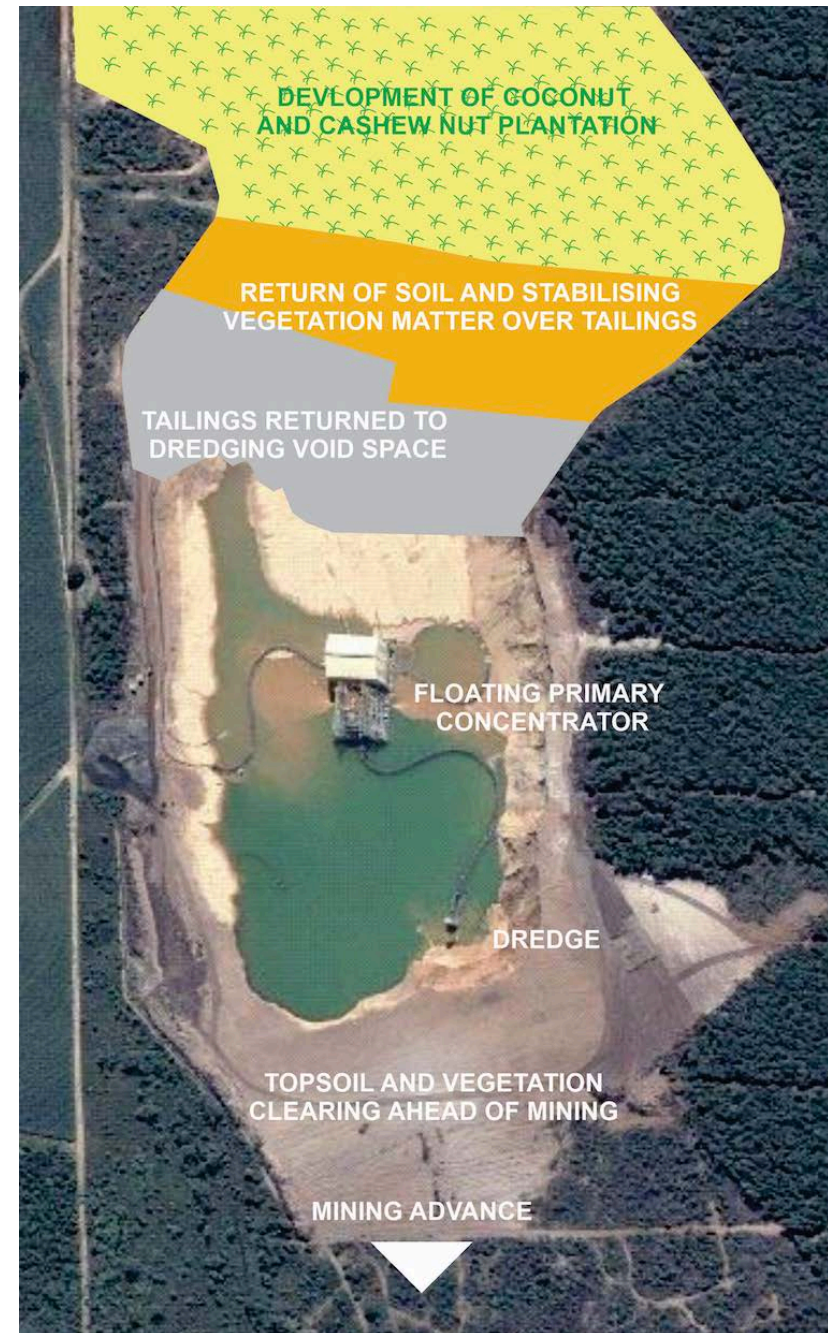 DEVLOPMENT OF COCONUT
AND CASHEW NUT PLANTATION
RETURN OF SOIL AND STABILISING
VEGETATION MATTER OVER TAILINGS
TAILINGS RETURNED TO
DREDGING VOID SPACE
FLOATING PRIMARY
CONCENTRATOR
DREDGE
TOPSOIL AND VEGETATION
CLEARING AHEAD OF MINING
MINING ADVANCE